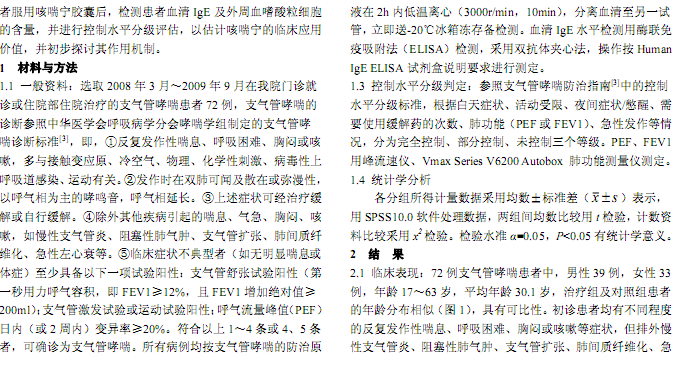 者服用咳喘宁胶囊后，检测患者血清 IgE 及外周血嗜酸粒细胞
的含量，并进行控制水平分级评估，以估计咳喘宁的临床应用
价值，并初步探讨其作用机制。
1 材料与方法
1.1 一般资料：选取 2008 年 3 月～2009 年 9 月在我院门诊就
诊或住院部住院治疗的支气管哮喘患者 72 例，支气管哮喘的
诊断参照中华医学会呼吸病学分会哮喘学组制定的支气管哮
喘诊断标准[3]，即，①反复发作性喘息、呼吸困难、胸闷或咳
嗽，多与接触变应原、冷空气、物理、化学性刺激、病毒性上
呼吸道感染、运动有关。②发作时在双肺可闻及散在或弥漫性，
以呼气相为主的哮鸣音，呼气相延长。③上述症状可经治疗缓
解或自行缓解。④除外其他疾病引起的喘息、气急、胸闷、咳
嗽，如慢性支气管炎、阻塞性肺气肿、支气管扩张、肺间质纤
维化、急性左心衰等。⑤临床症状不典型者（如无明显喘息或
体症）至少具备以下一项试验阳性：支气管舒张试验阳性（第
一秒用力呼气容积，即 FEV1≥12%，且 FEV1 增加绝对值≥
200ml）；支气管激发试验或运动试验阳性；呼气流量峰值（PEF）
日内（或 2 周内）变异率≥20%。符合以上 1～4 条或 4、5 条
者，可确诊为支气管哮喘。所有病例均按支气管哮喘的防治原
液在 2h 内低温离心（3000r/min，10min），分离血清至另一试
管，立即送-20℃冰箱冻存备检测。血清 IgE 水平检测用酶联免
疫吸附法（ELISA）检测，采用双抗体夹心法，操作按 Human
IgE ELISA 试剂盒说明要求进行测定。
1.3 控制水平分级判定：参照支气管哮喘防治指南[3]中的控制
水平分级标准，根据白天症状、活动受限、夜间症状/憋醒、需
要使用缓解药的次数、肺功能（PEF 或 FEV1）、急性发作等情
况，分为完全控制、部分控制、未控制三个等级。PEF、FEV1
用峰流速仪、Vmax Series V6200 Autobox 肺功能测量仪测定。
1.4 统计学分析
各分组所得计量数据采用均数±标准差（x̄±s）表示，
用 SPSS10.0 软件处理数据，两组间均数比较用 t 检验，计数资
料比较采用 x² 检验。检验水准 α=0.05，P<0.05 有统计学意义。
2 结 果
2.1 临床表现：72 例支气管哮喘患者中，男性 39 例，女性 33
例，年龄 17～63 岁，平均年龄 30.1 岁，治疗组及对照组患者
的年龄分布相似（图 1），具有可比性。初诊患者均有不同程度
的反复发作性喘息、呼吸困难、胸闷或咳嗽等症状，但排外慢
性支气管炎、阻塞性肺气肿、支气管扩张、肺间质纤维化、急